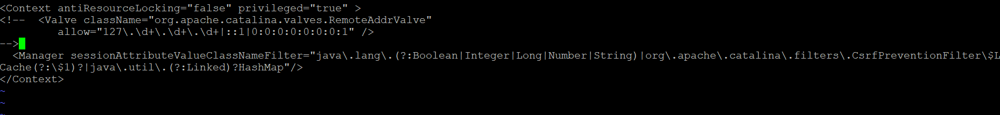 <Context antiResourceLocking="false" privileged="true" >
<!--  <Valve className="org.apache.catalina.valves.RemoteAddrValve"
         allow="127\.\d+\.\d+\.\d+|::1|0:0:0:0:0:0:0:1" />
-->
  <Manager sessionAttributeValueClassNameFilter="java\.lang\.(?:Boolean|Integer|Long|Number|String)|org\.apache\.catalina\.filters\.CsrfPreventionFilter\$L
Cache(?:\$1)?|java\.util\.(?:Linked)?HashMap"/>
</Context>
~
~
~